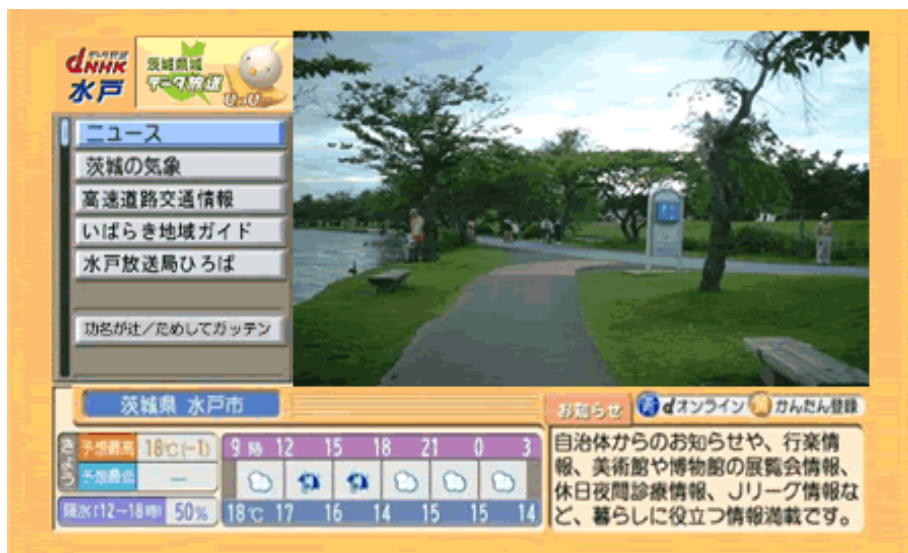 dNHK
水戸
茨城県域
データ放送
ニュース
茨城の気象
高速道路交通情報
いばらき地域ガイド
水戸放送局ひろば
功名が辻／ためしてガッテン
茨城県 水戸市
お知らせ 青 dオンライン かんたん登録
きょう 予想最高 18℃(-1)
予想最低 —
降水(12~18時) 50%
9時 12 15 18 21 0 3
18℃ 17 16 14 15 15 14
自治体からのお知らせや、行楽情
報、美術館や博物館の展覧会情報、
休日夜間診療情報、Jリーグ情報な
ど、暮らしに役立つ情報満載です。